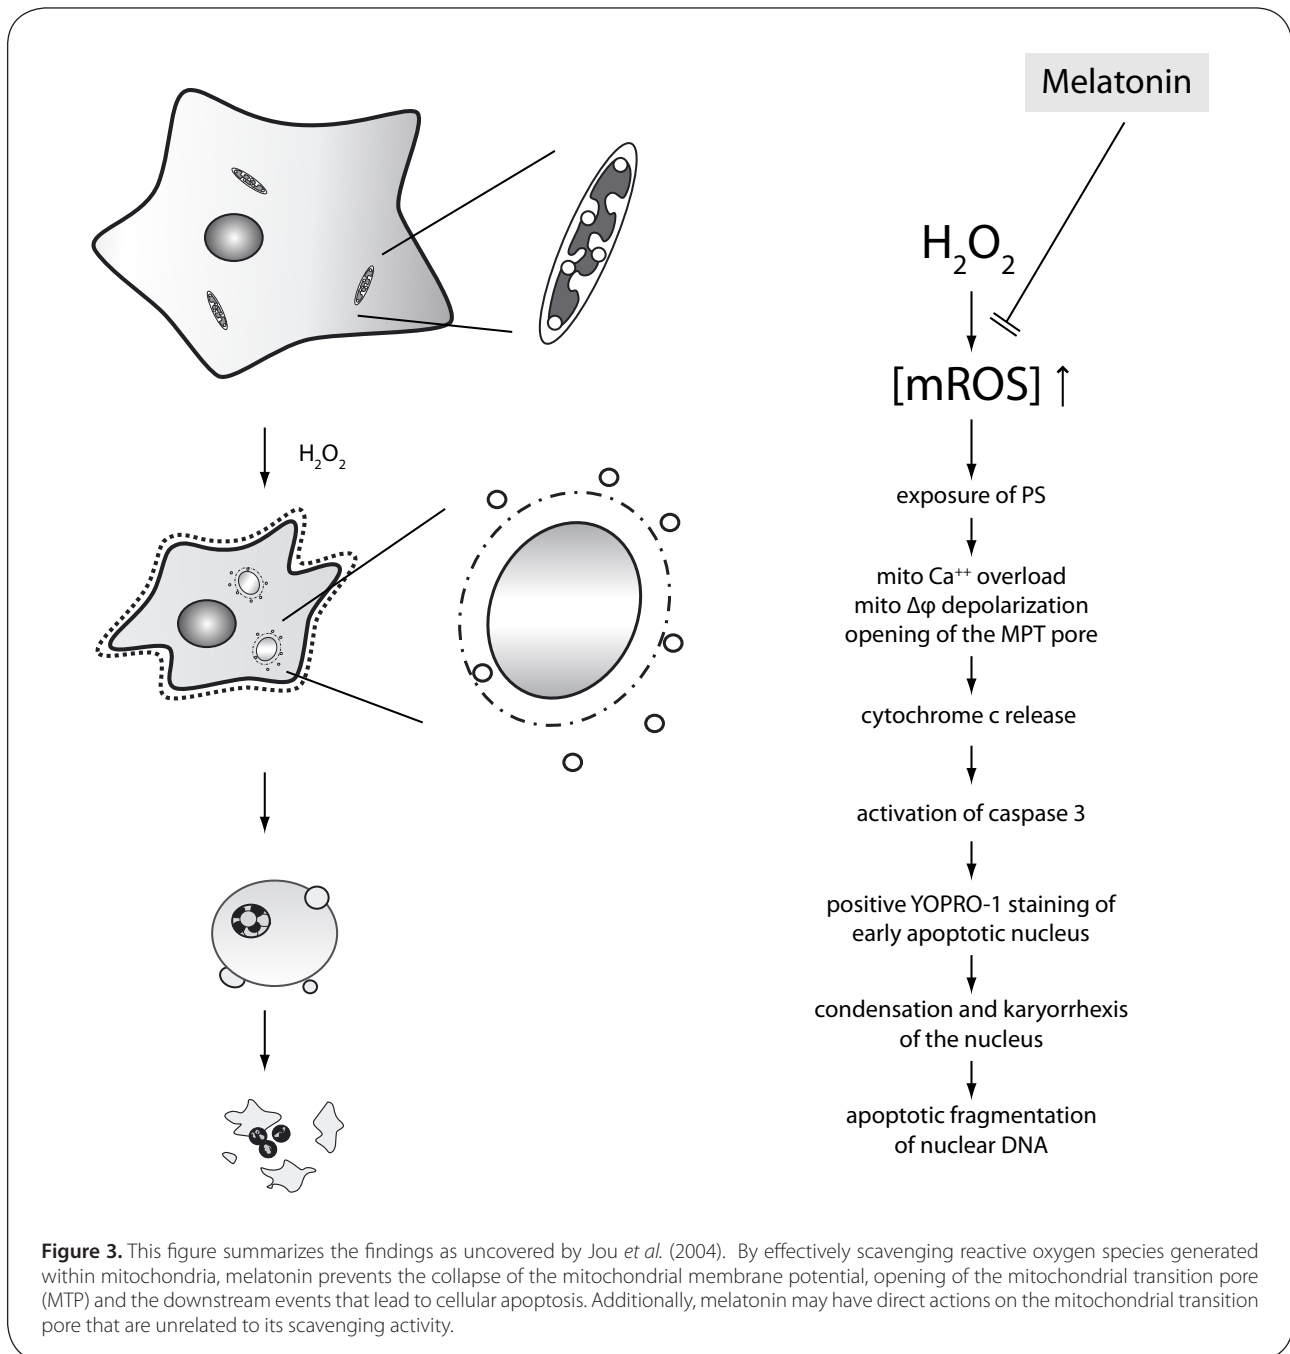 Melatonin
H₂O₂
[mROS] ↑
H₂O₂
exposure of PS
mito Ca⁺⁺ overload
mito Δφ depolarization
opening of the MPT pore
cytochrome c release
activation of caspase 3
positive YOPRO-1 staining of
early apoptotic nucleus
condensation and karyorrhexis
of the nucleus
apoptotic fragmentation
of nuclear DNA
Figure 3. This figure summarizes the findings as uncovered by Jou et al. (2004). By effectively scavenging reactive oxygen species generated
within mitochondria, melatonin prevents the collapse of the mitochondrial membrane potential, opening of the mitochondrial transition pore
(MTP) and the downstream events that lead to cellular apoptosis. Additionally, melatonin may have direct actions on the mitochondrial transition
pore that are unrelated to its scavenging activity.